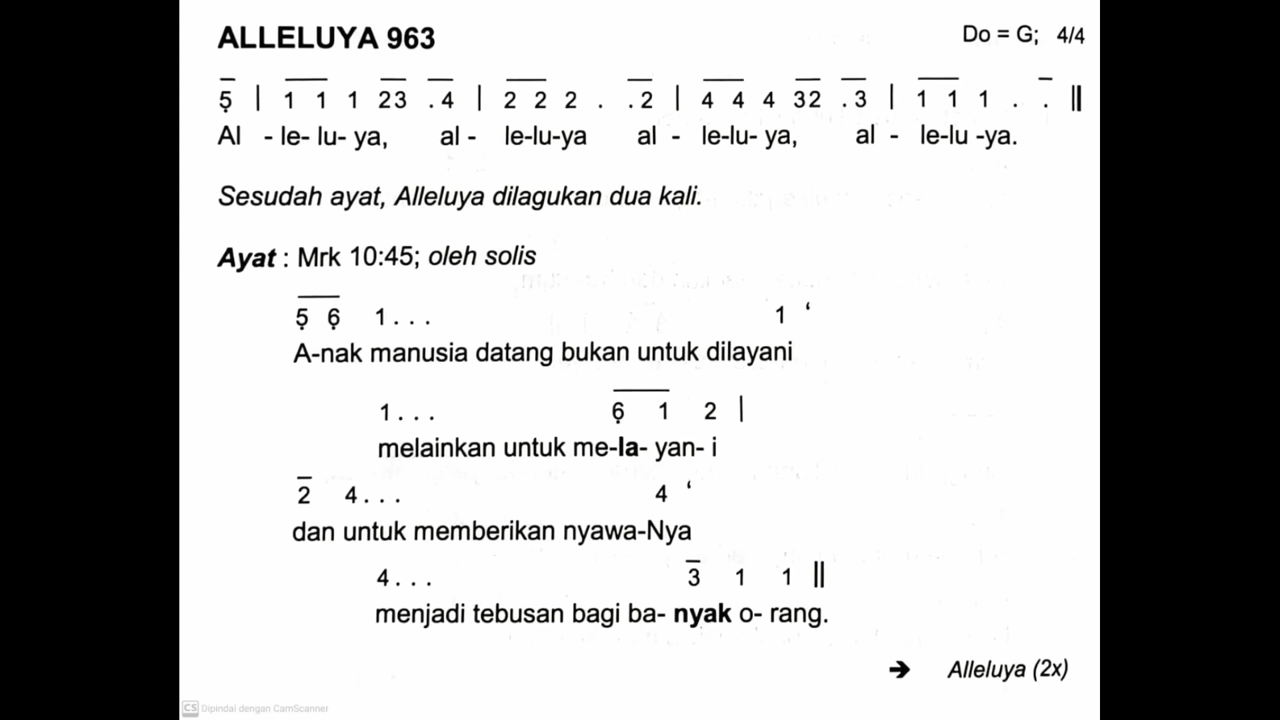 ALLELUYA 963
Do = G; 4/4
5̣ | 1 1 1 23 .4 | 2 2 2 . .2 | 4 4 4 32 .3 | 1 1 1 . . ||
Al - le- lu- ya, al - le-lu-ya al - le-lu- ya, al - le-lu -ya.
Sesudah ayat, Alleluya dilagukan dua kali.
Ayat : Mrk 10:45; oleh solis
5̣ 6̣ 1 . . . 1 ‘
A-nak manusia datang bukan untuk dilayani
1 . . . 6̣ 1 2 |
melainkan untuk me-la- yan- i
2 4 . . . 4 ‘
dan untuk memberikan nyawa-Nya
4 . . . 3 1 1 ||
menjadi tebusan bagi ba- nyak o- rang.
➔ Alleluya (2x)
CS Dipindai dengan CamScanner